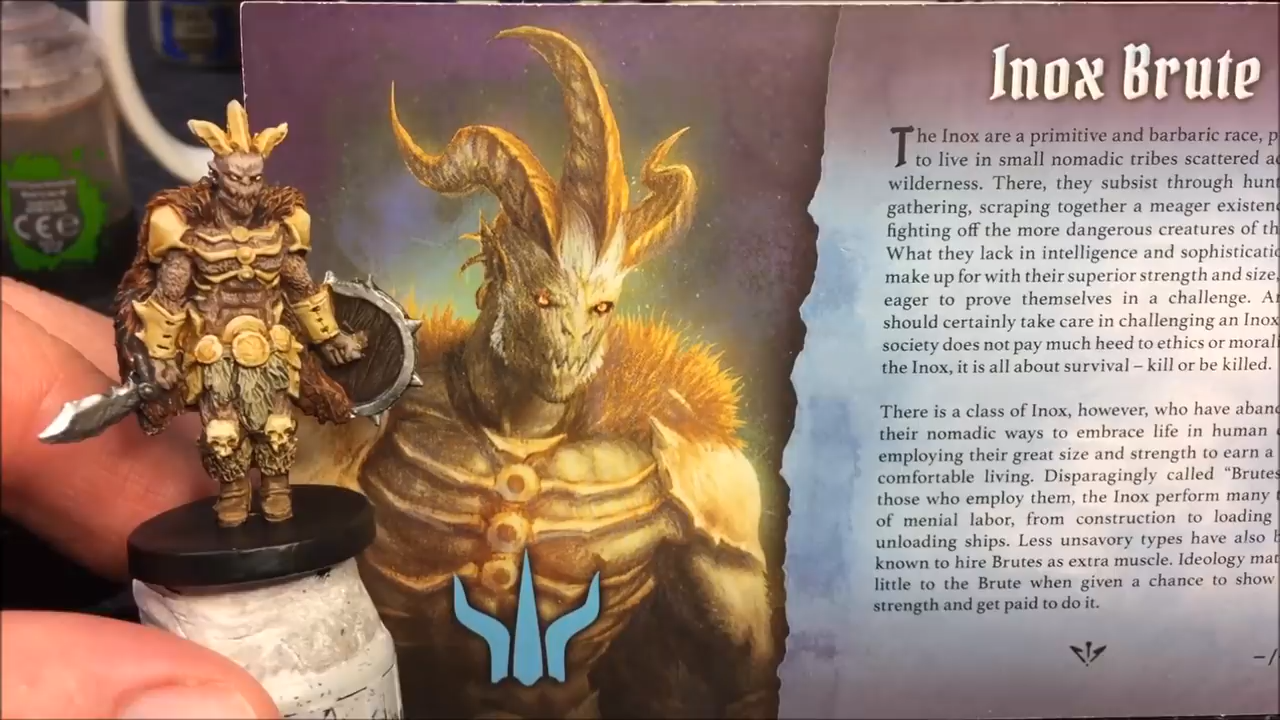 Inox Brute
The Inox are a primitive and barbaric race,
to live in small nomadic tribes scattered
wilderness. There, they subsist through
gathering, scraping together a meager
fighting off the more dangerous creatures of
What they lack in intelligence and
make up for with their superior strength and size
eager to prove themselves in a challenge.
should certainly take care in challenging an Inox
society does not pay much heed to ethics or
the Inox, it is all about survival – kill or be killed.
There is a class of Inox, however, who have
their nomadic ways to embrace life in human
employing their great size and strength to earn a
comfortable living. Disparagingly called “Brutes
those who employ them, the Inox perform many
of menial labor, from construction to loading
unloading ships. Less unsavory types have also
known to hire Brutes as extra muscle. Ideology
little to the Brute when given a chance to show
strength and get paid to do it.
CE